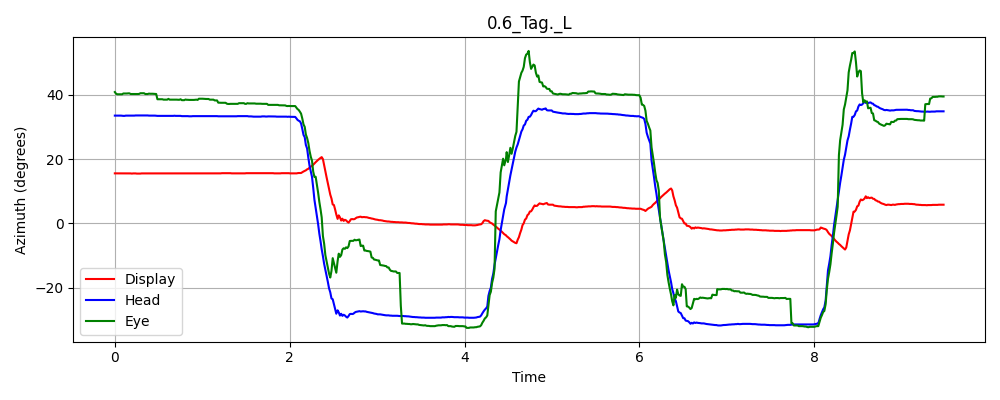 0.6_Tag._L
Azimuth (degrees)
40
20
0
−20
Display
Head
Eye
0 2 4 6 8
Time